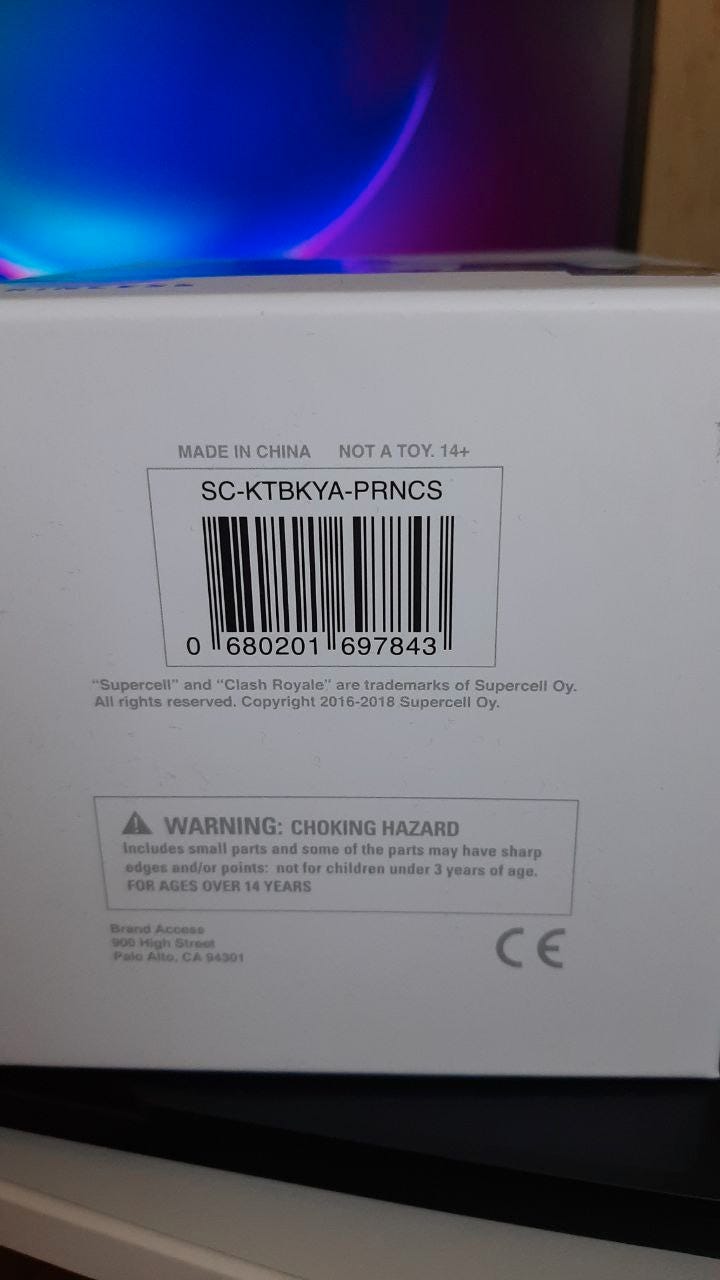 MADE IN CHINA NOT A TOY. 14+
SC-KTBKYA-PRNCS
0 680201 697843
"Supercell" and "Clash Royale" are trademarks of Supercell Oy.
All rights reserved. Copyright 2016-2018 Supercell Oy.
WARNING: CHOKING HAZARD
Includes small parts and some of the parts may have sharp
edges and/or points: not for children under 3 years of age.
FOR AGES OVER 14 YEARS
Brand Access
900 High Street
Palo Alto, CA 94301
CE